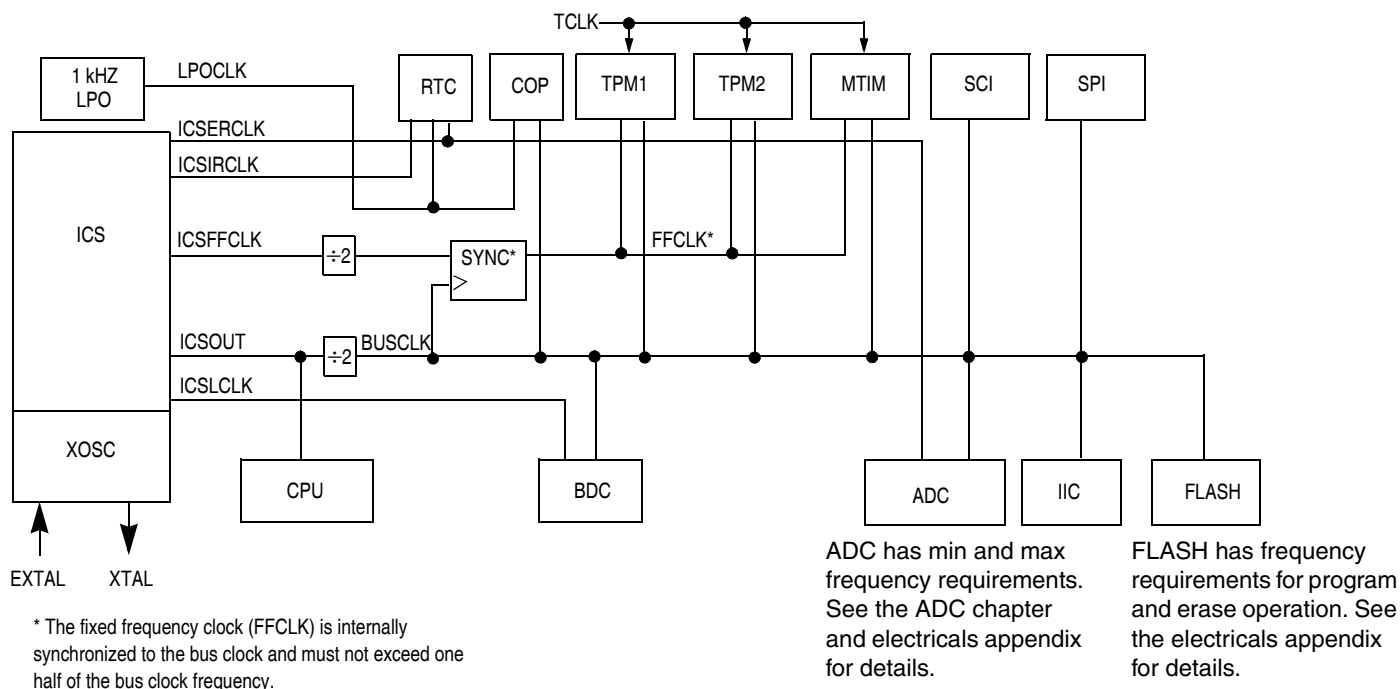 TCLK
1 kHZ
LPO
LPOCLK
RTC
COP
TPM1
TPM2
MTIM
SCI
SPI
ICSERCLK
ICSIRCLK
ICS
ICSFFCLK
÷2
SYNC*
FFCLK*
ICSOUT
÷2
BUSCLK
ICSLCLK
XOSC
CPU
BDC
ADC
IIC
FLASH
EXTAL
XTAL
ADC has min and max
frequency requirements.
See the ADC chapter
and electricals appendix
for details.
FLASH has frequency
requirements for program
and erase operation. See
the electricals appendix
for details.
* The fixed frequency clock (FFCLK) is internally
synchronized to the bus clock and must not exceed one
half of the bus clock frequency.